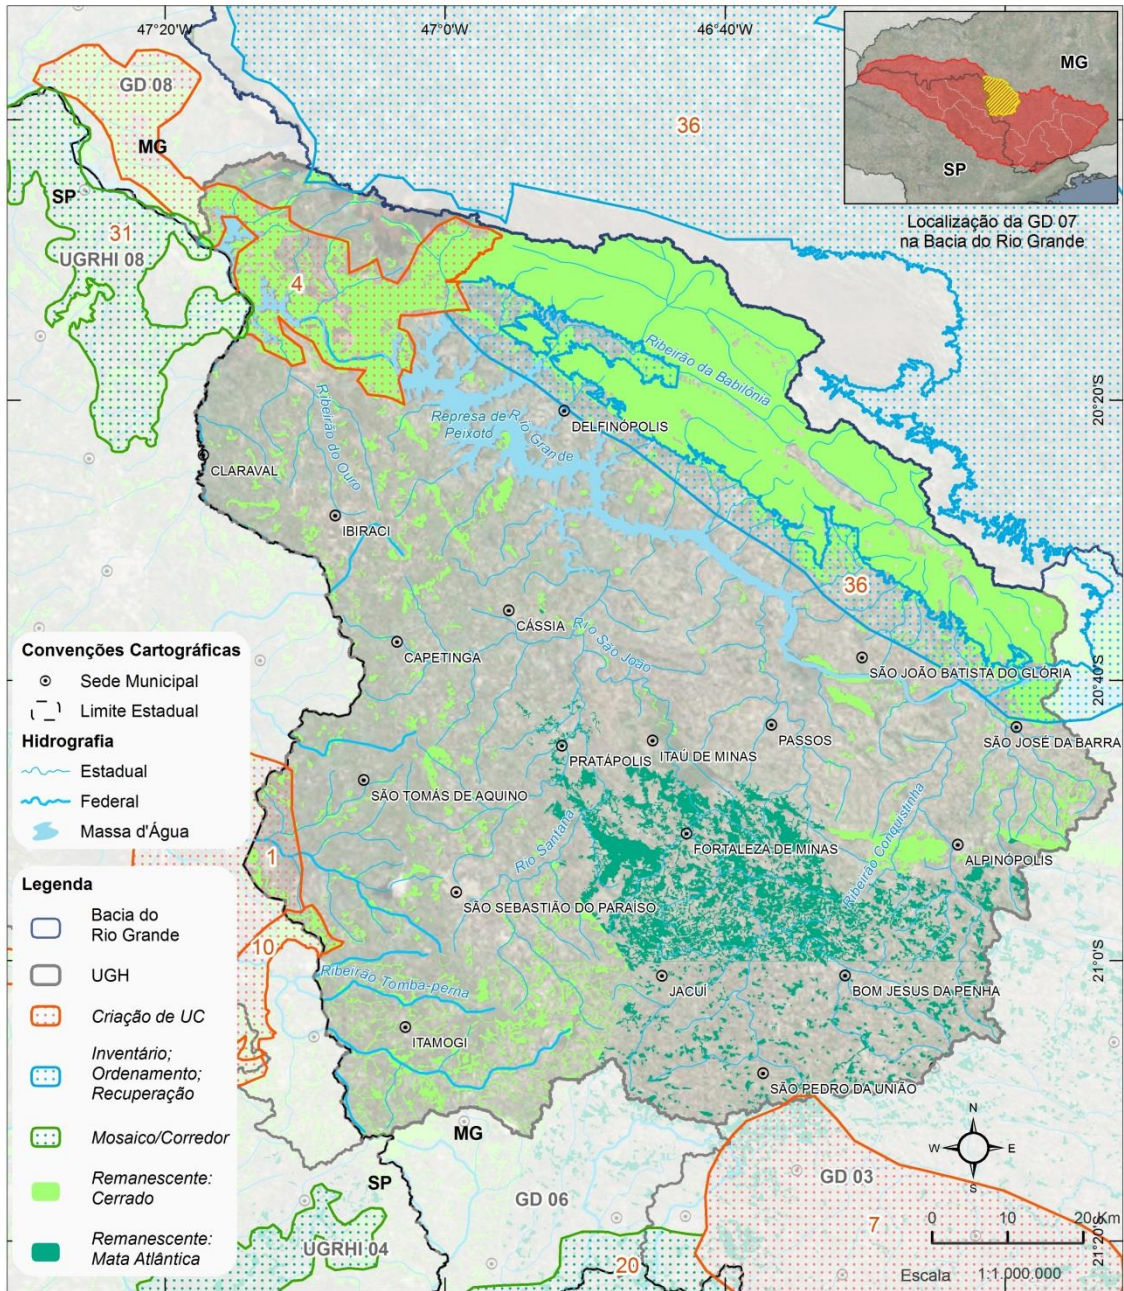 47°20'W
47°0'W
46°40'W
GD 08
MG
MG
SP
Localização da GD 07
na Bacia do Rio Grande
36
SP
31
UGRHI 08
4
Ribeirão da Babilônia
20°20'S
Represa de
Peixoto
Rio Grande
DELFINÓPOLIS
Ribeirão do Ouro
CLARAVAL
IBIRACI
36
CÁSSIA
Rio São João
CAPETINGA
SÃO JOÃO BATISTA DO GLÓRIA
20°40'S
SÃO JOSÉ DA BARRA
PASSOS
ITAÚ DE MINAS
PRATÁPOLIS
SÃO TOMÁS DE AQUINO
Ribeirão Conquistinha
Rio Santana
FORTALEZA DE MINAS
ALPINÓPOLIS
1
SÃO SEBASTIÃO DO PARAÍSO
10
21°0'S
Ribeirão Tomba-perna
JACUÍ
BOM JESUS DA PENHA
ITAMOGI
SÃO PEDRO DA UNIÃO
MG
SP
GD 06
GD 03
7
UGRHI 04
20
21°20'S
N
W
E
S
0
10
20 Km
Escala
1:1.000.000
Convenções Cartográficas
Sede Municipal
Limite Estadual
Hidrografia
Estadual
Federal
Massa d'Água
Legenda
Bacia do
Rio Grande
UGH
Criação de UC
Inventário;
Ordenamento;
Recuperação
Mosaico/Corredor
Remanescente:
Cerrado
Remanescente:
Mata Atlântica